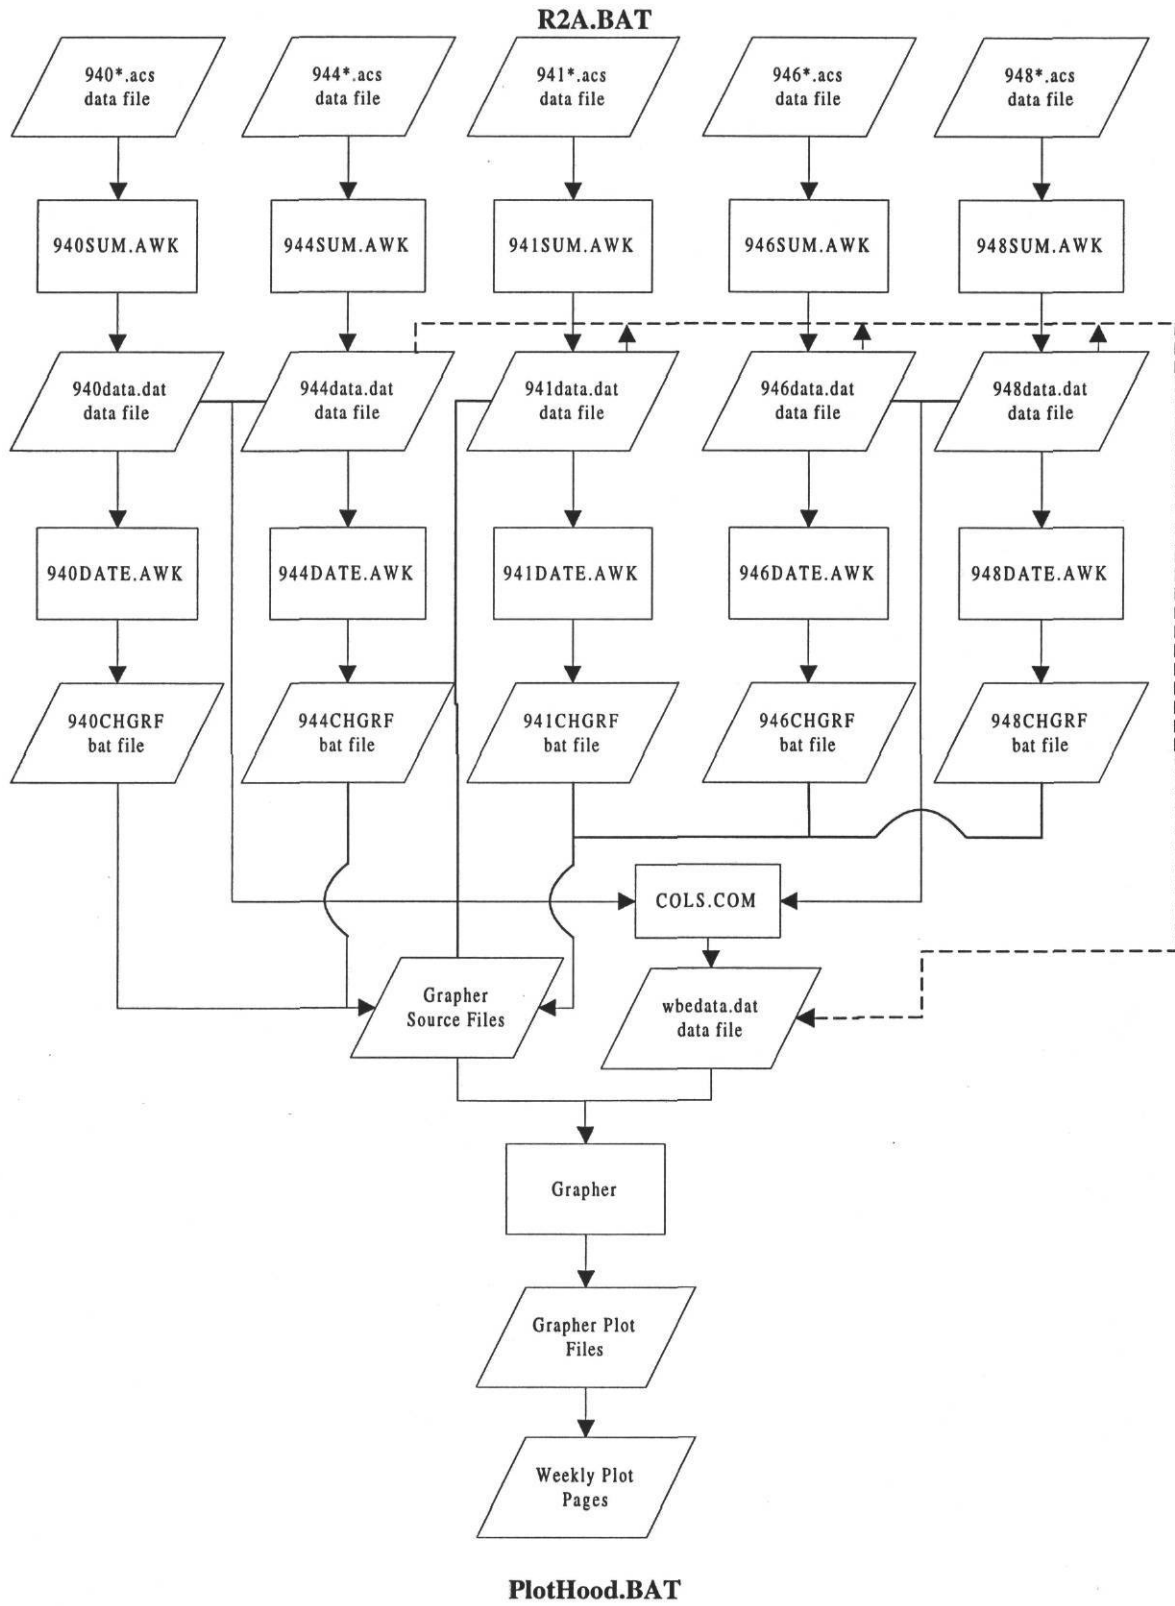 R2A.BAT
940*.acs
data file
944*.acs
data file
941*.acs
data file
946*.acs
data file
948*.acs
data file
940SUM.AWK
944SUM.AWK
941SUM.AWK
946SUM.AWK
948SUM.AWK
940data.dat
data file
944data.dat
data file
941data.dat
data file
946data.dat
data file
948data.dat
data file
940DATE.AWK
944DATE.AWK
941DATE.AWK
946DATE.AWK
948DATE.AWK
940CHGRF
bat file
944CHGRF
bat file
941CHGRF
bat file
946CHGRF
bat file
948CHGRF
bat file
COLS.COM
Grapher
Source Files
wbedata.dat
data file
Grapher
Grapher Plot
Files
Weekly Plot
Pages
PlotHood.BAT